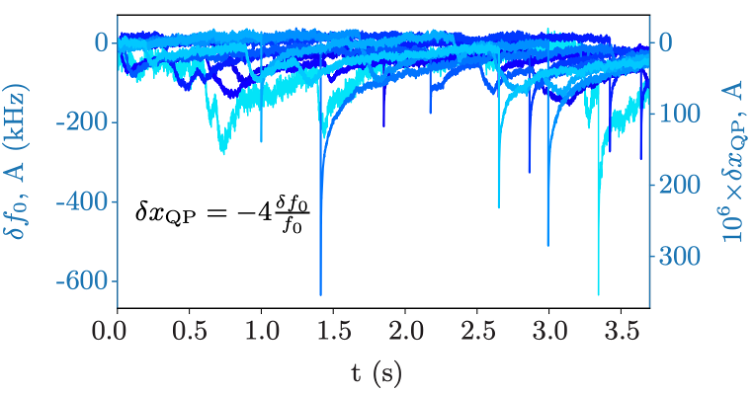 0
-200
-400
-600
δf₀, A (kHz)
δx_QP = −4 δf₀/f₀
0
100
200
300
10⁶×δx_QP, A
0.0 0.5 1.0 1.5 2.0 2.5 3.0 3.5
t (s)